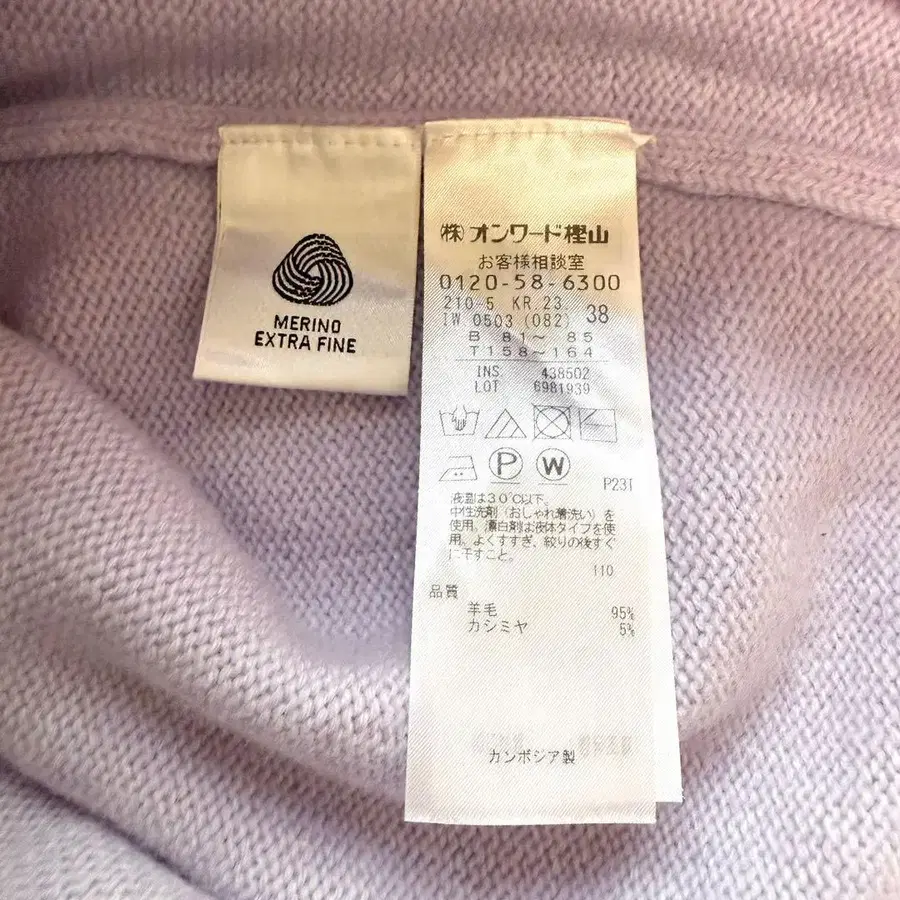 MERINO
EXTRA FINE
㈱オンワード樫山
お客様相談室
0120-58-6300
210-5 KR 23
IW 0503 (082) 38
B 81～ 85
T158～164
INS 438502
LOT 6981939
P W
P231
液温は30℃以下。
中性洗剤（おしゃれ着洗い）を
使用。漂白剤は液体タイプを使
用。よくすすぎ、絞りの後すぐ
に干すこと。
110
品質
羊毛 95%
カシミヤ 5%
カンボジア製